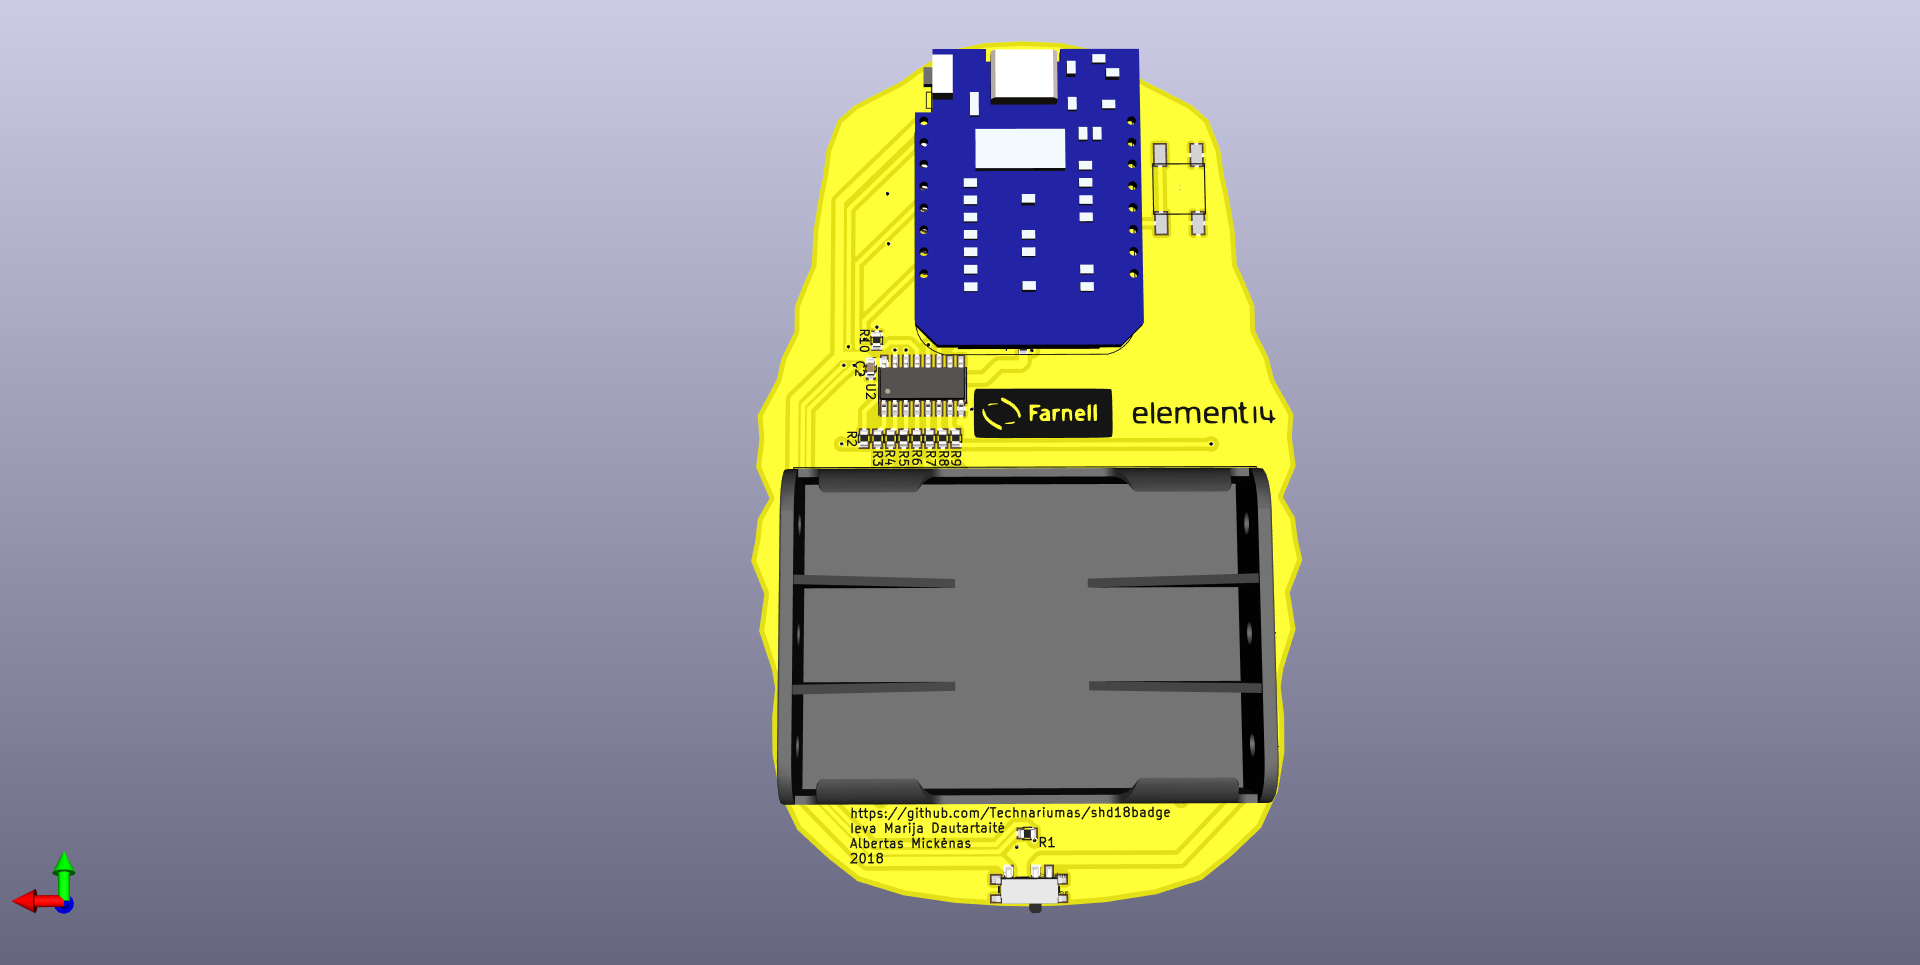 R10
C2
U2
Farnell
element14
R2
R3
R4
R5
R6
R7
R8
R9
https://github.com/Technariumas/shd18badge
Ieva Marija Dautartaitė
Albertas Mickėnas
2018
R1